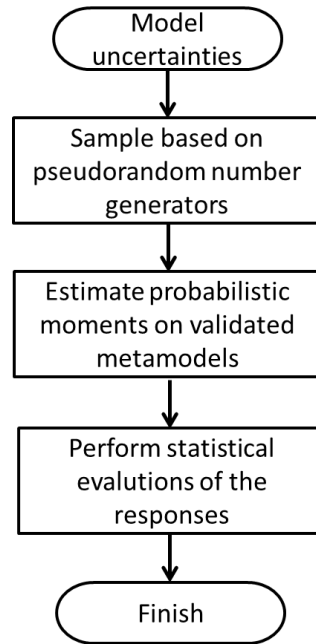 Model
uncertainties
Sample based on
pseudorandom number
generators
Estimate probabilistic
moments on validated
metamodels
Perform statistical
evalutions of the
responses
Finish